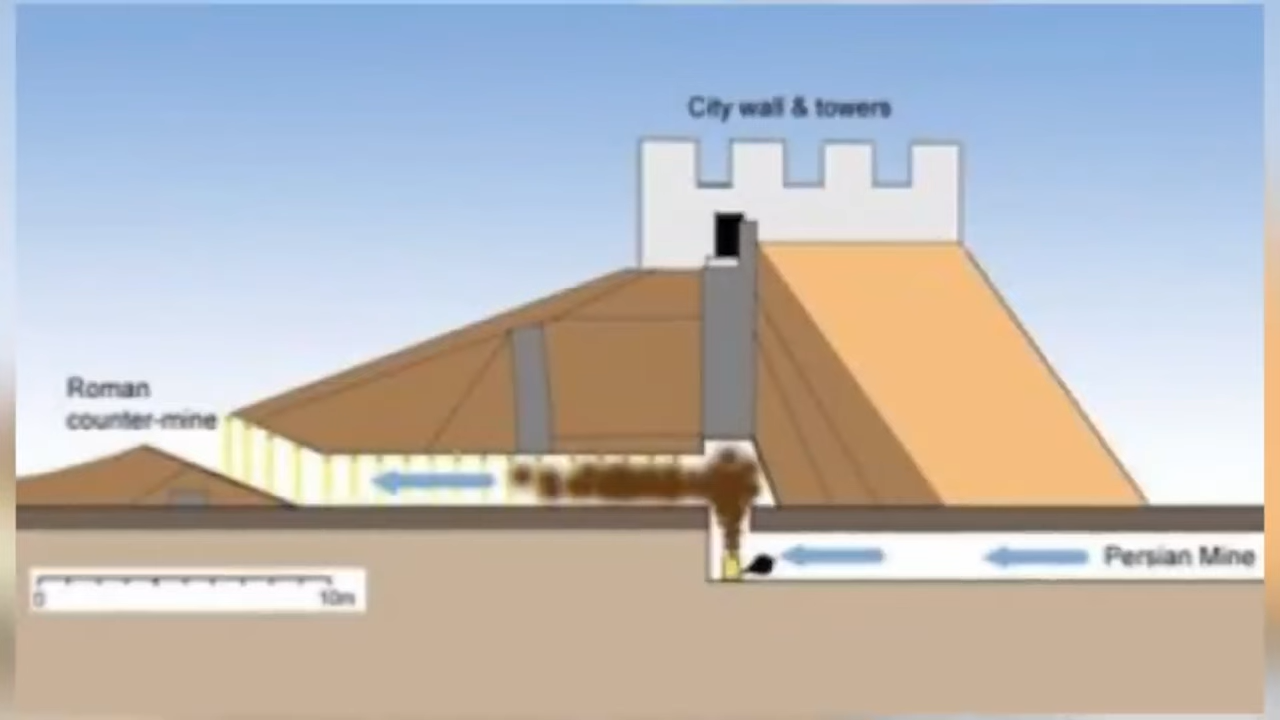 City wall & towers
Roman
counter-mine
Persian Mine
0 10m